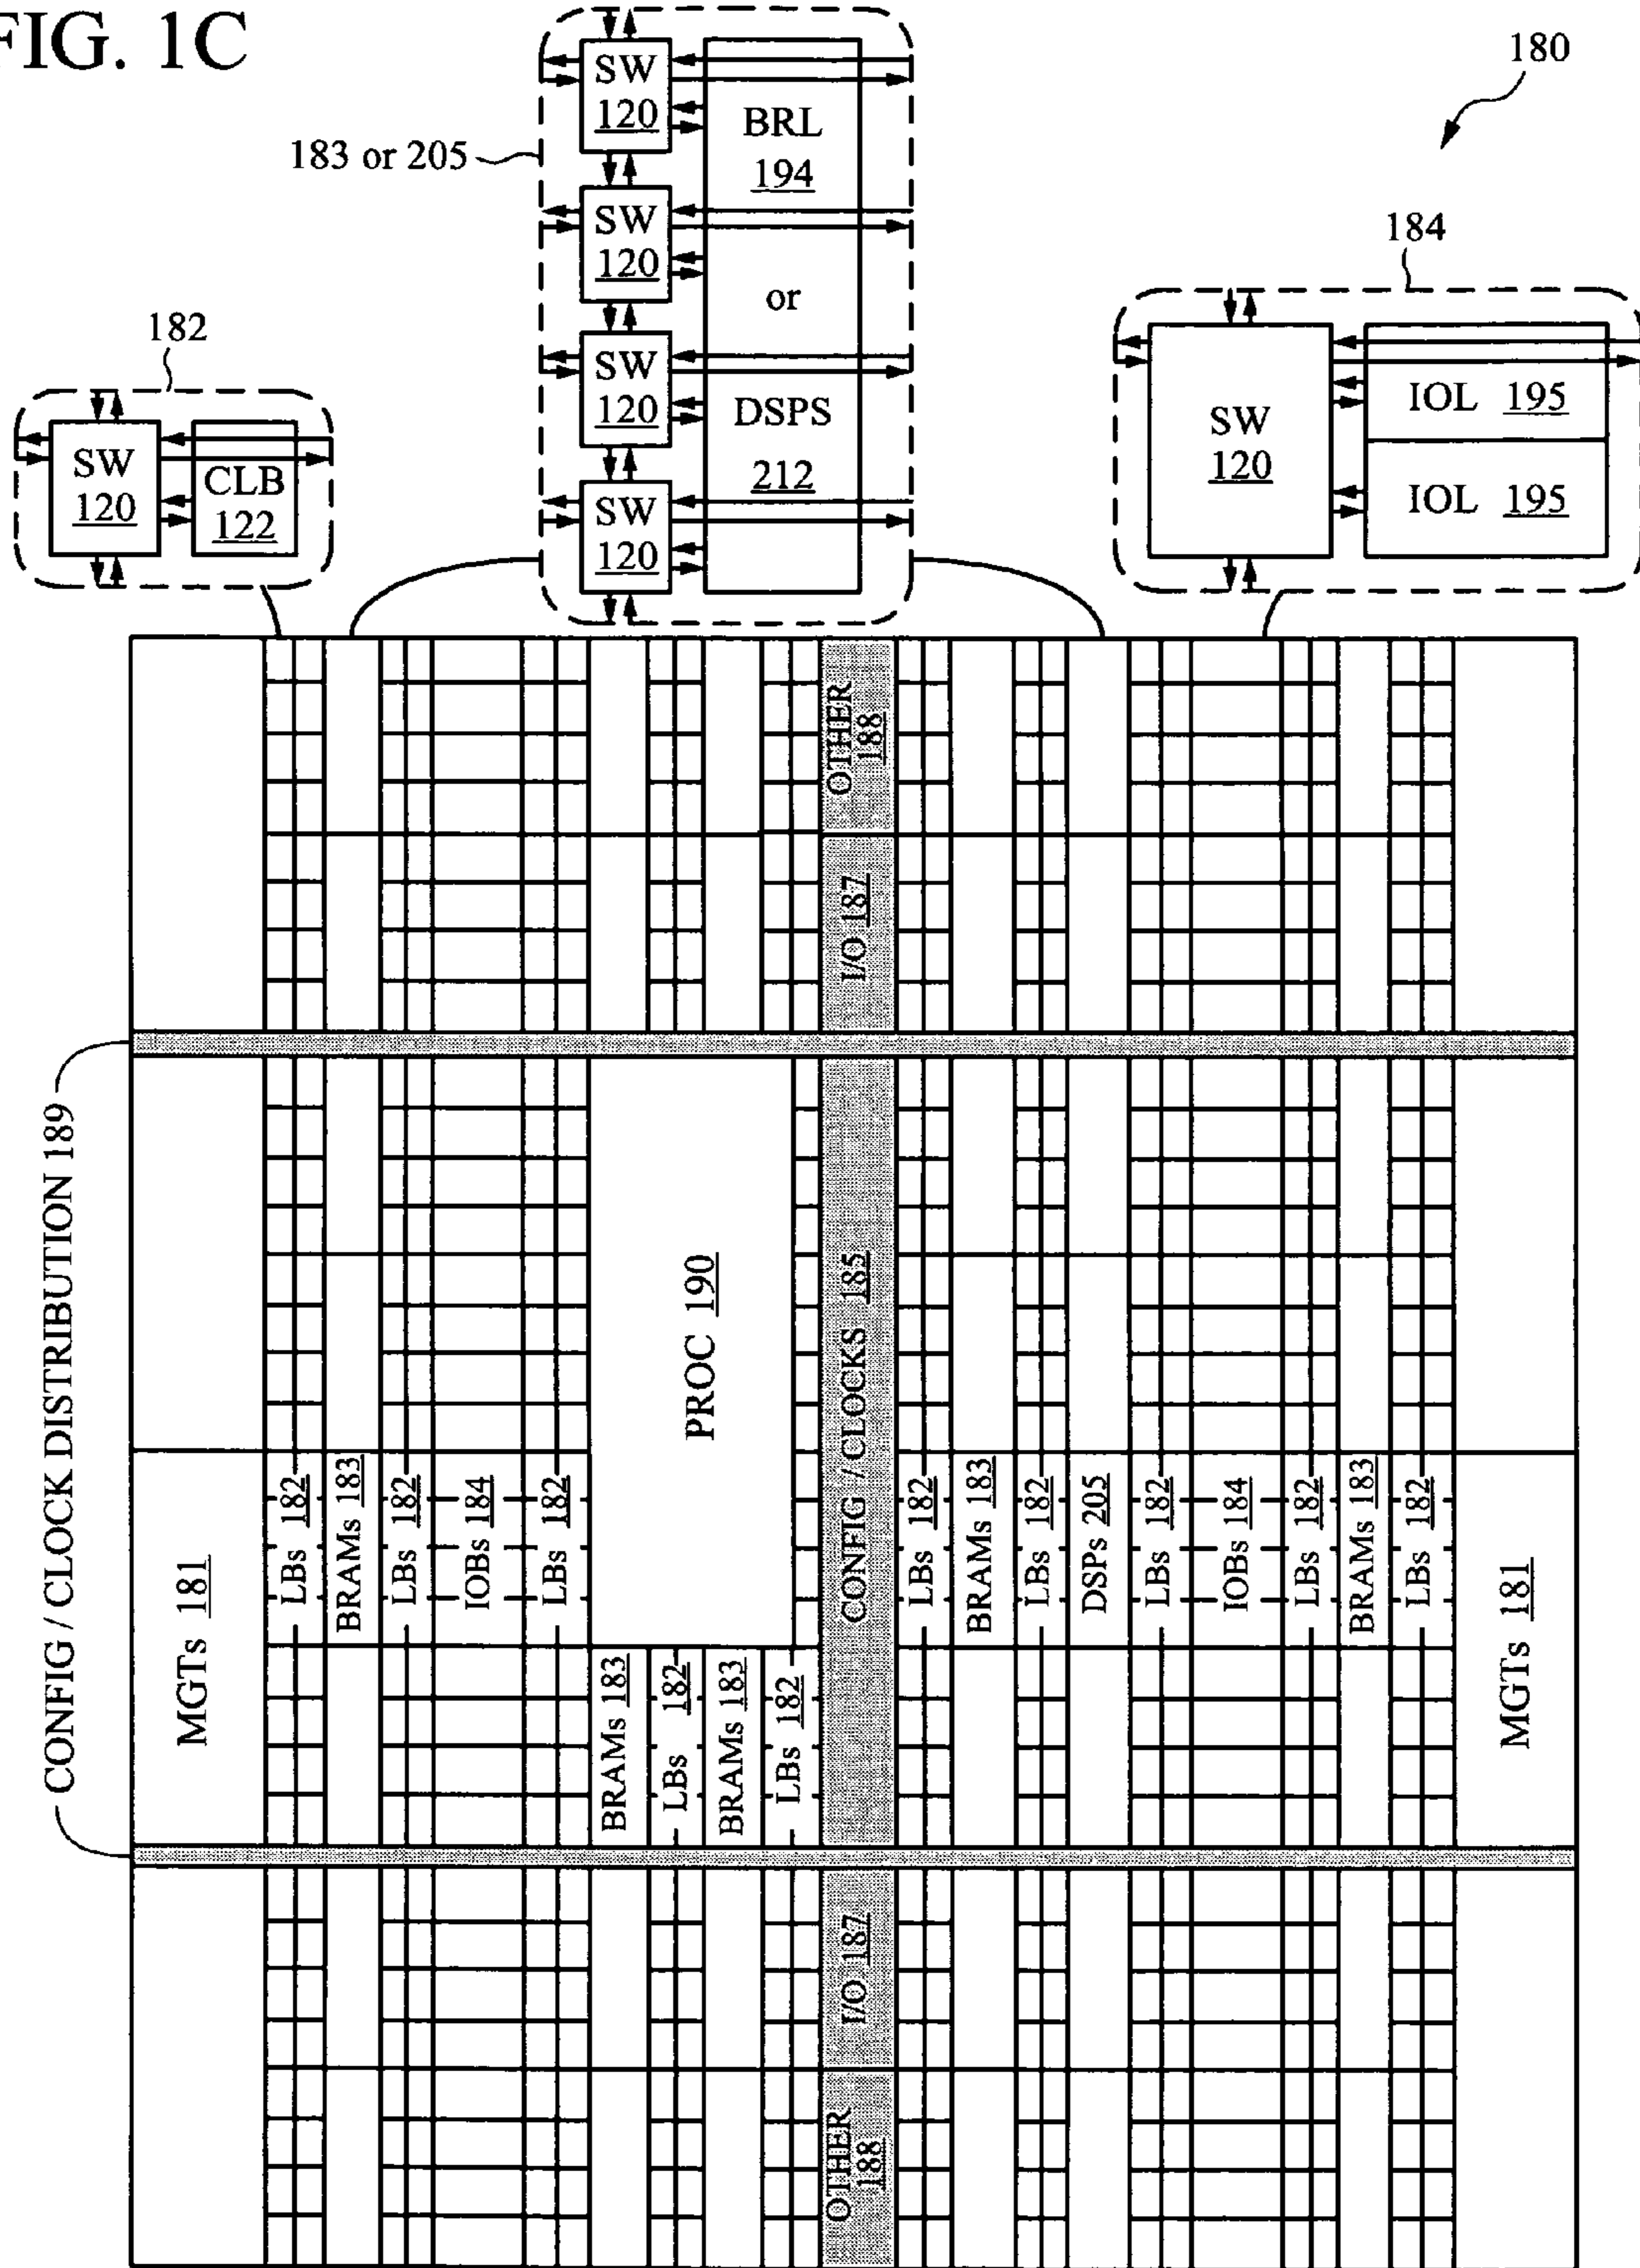 FIG. 1C
180
183 or 205
SW
120
SW
120
SW
120
SW
120
BRL
194
or
DSPS
212
184
SW
120
IOL 195
IOL 195
182
SW
120
CLB
122
OTHER
188
I/O 187
CONFIG / CLOCK DISTRIBUTION 189
PROC 190
CONFIG / CLOCKS 185
MGTs 181
LBs 182
BRAMs 183
LBs 182
IOBs 184
LBs 182
BRAMs 183
LBs 182
BRAMs 183
LBs 182
LBs 182
BRAMs 183
LBs 182
DSPs 205
LBs 182
IOBs 184
LBs 182
BRAMs 183
LBs 182
MGTs 181
I/O 187
OTHER
188